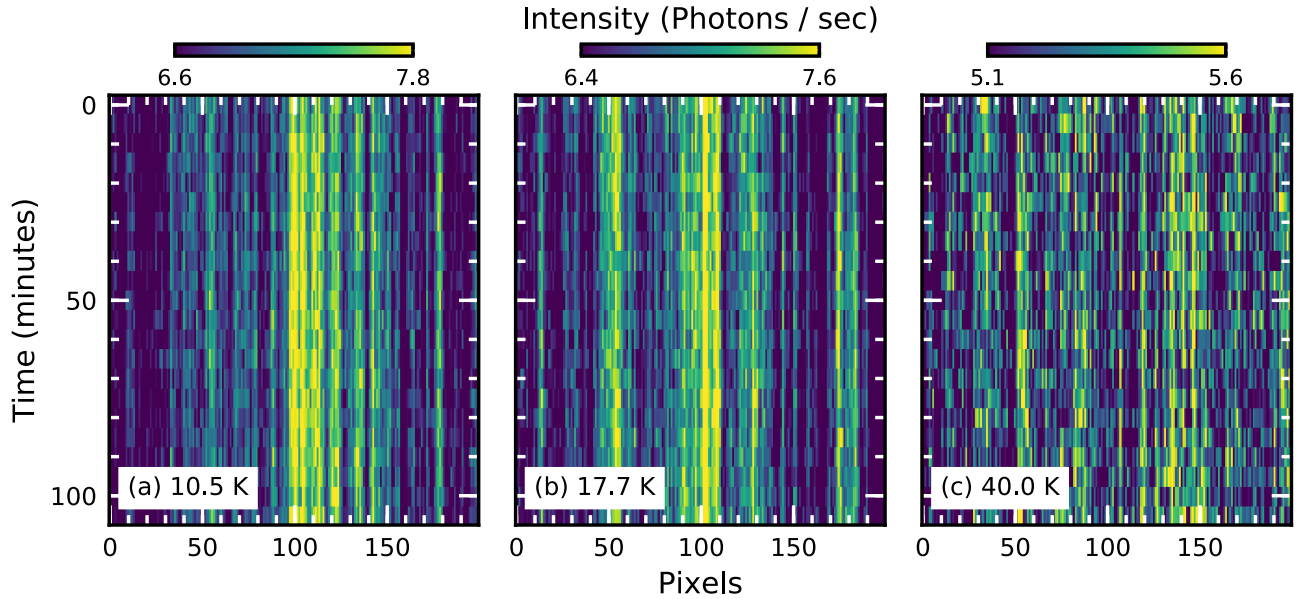 Intensity (Photons / sec)
6.6 7.8 6.4 7.6 5.1 5.6
0
50
100
Time (minutes)
(a) 10.5 K (b) 17.7 K (c) 40.0 K
0 50 100 150 0 50 100 150 0 50 100 150
Pixels